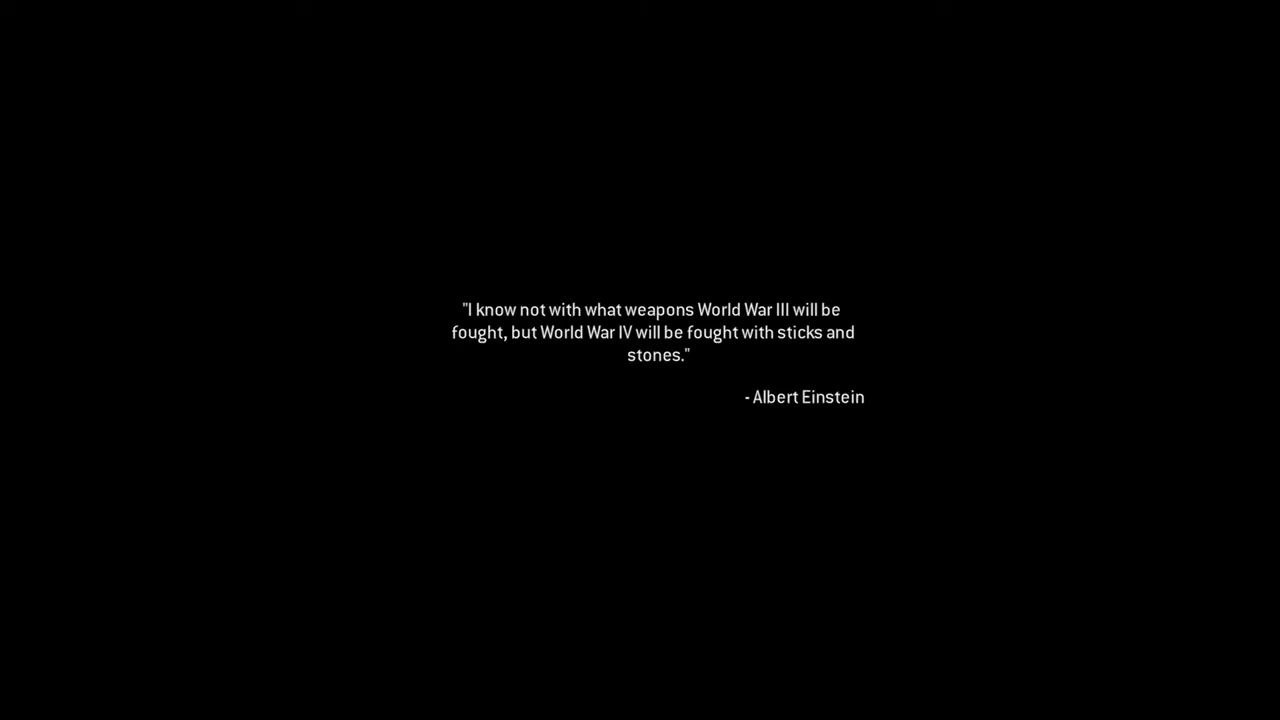 "I know not with what weapons World War III will be
fought, but World War IV will be fought with sticks and
stones."
- Albert Einstein